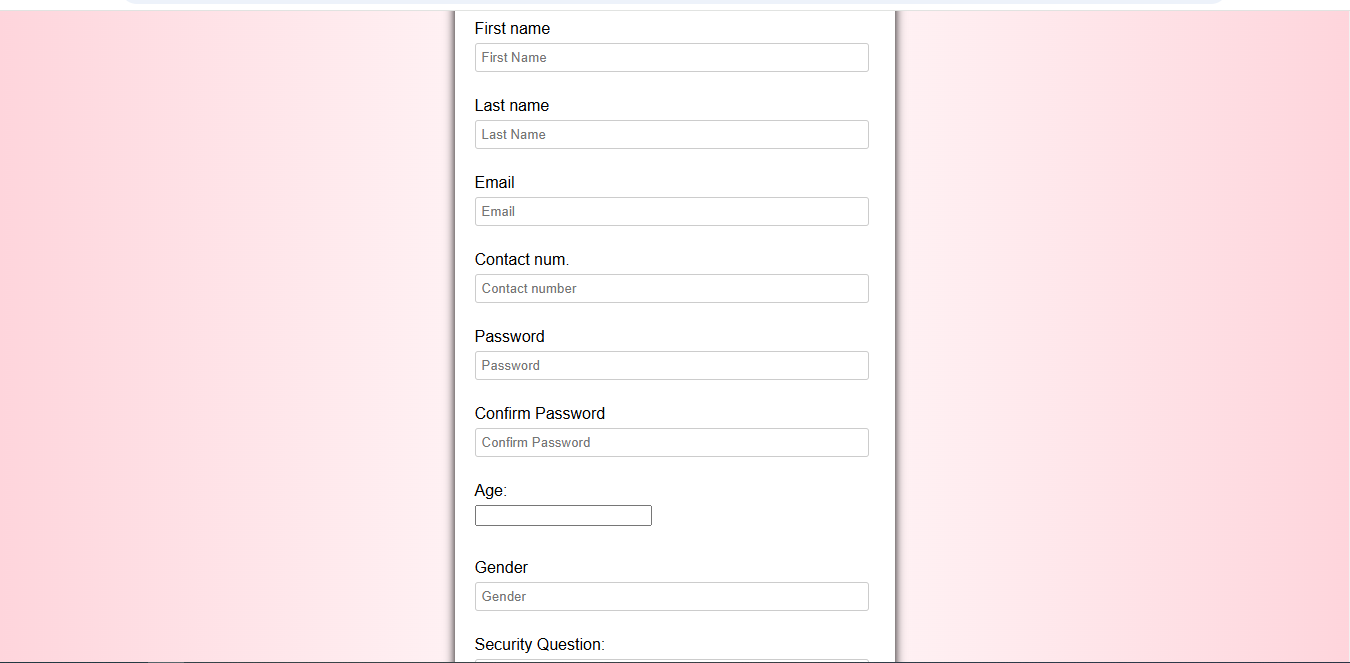 First name
First Name
Last name
Last Name
Email
Email
Contact num.
Contact number
Password
Password
Confirm Password
Confirm Password
Age:
Gender
Gender
Security Question: